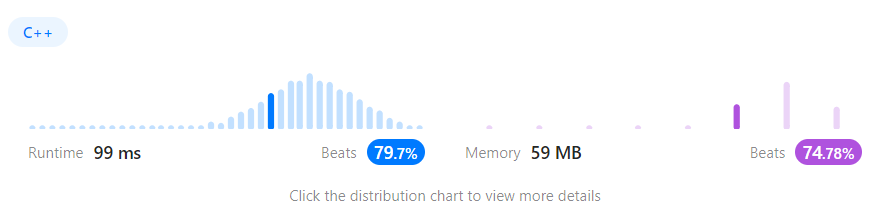 C++
Runtime 99 ms Beats 79.7% Memory 59 MB Beats 74.78%
Click the distribution chart to view more details